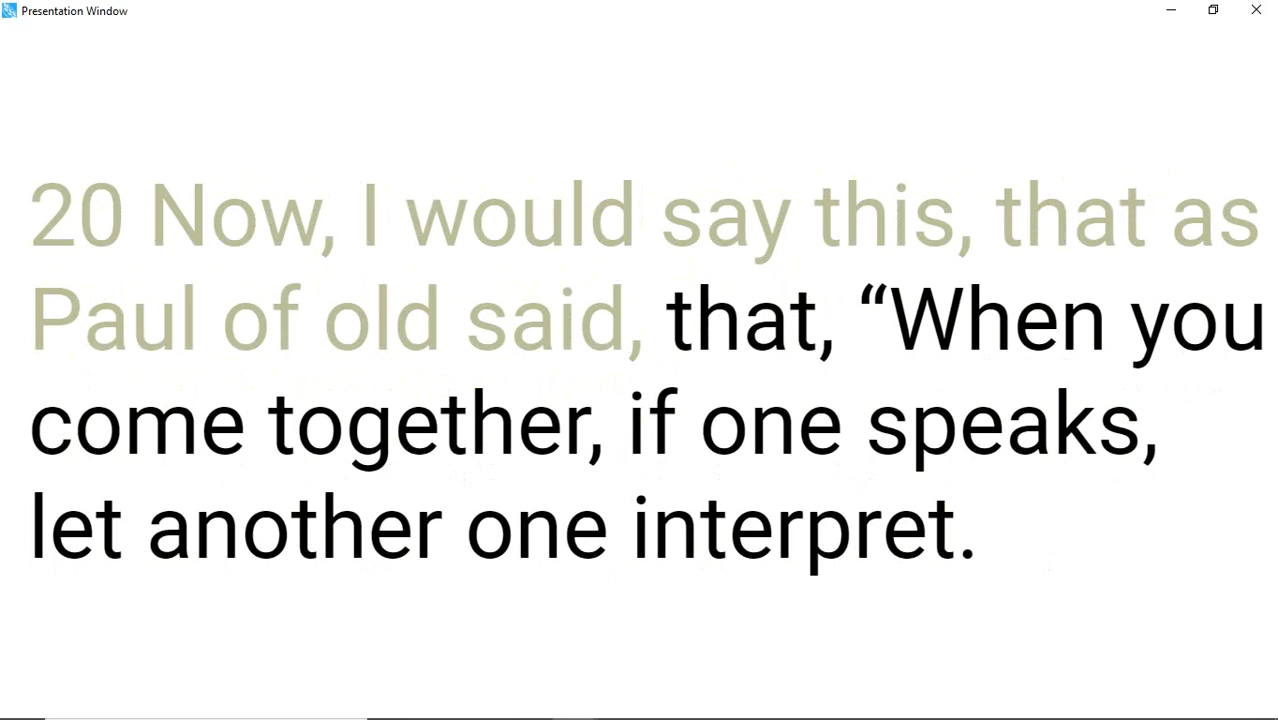 Presentation Window
20 Now, I would say this, that as
Paul of old said, that, “When you
come together, if one speaks,
let another one interpret.